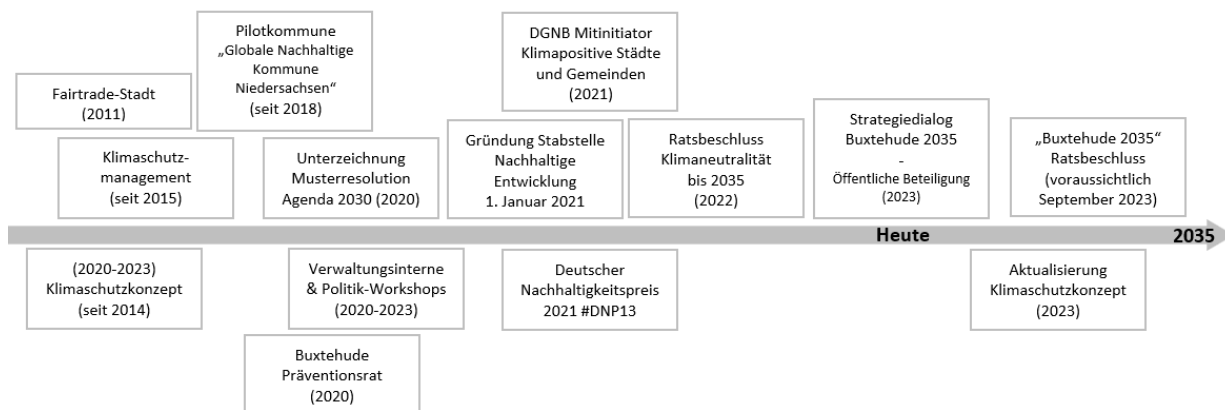 Fairtrade-Stadt
(2011)
Klimaschutz-
management
(seit 2015)
Pilotkommune
„Globale Nachhaltige
Kommune
Niedersachsen“
(seit 2018)
Unterzeichnung
Musterresolution
Agenda 2030 (2020)
Gründung Stabstelle
Nachhaltige
Entwicklung
1. Januar 2021
DGNB Mitinitiator
Klimapositive Städte
und Gemeinden
(2021)
Ratsbeschluss
Klimaneutralität
bis 2035
(2022)
Strategiedialog
Buxtehude 2035
-
Öffentliche Beteiligung
(2023)
„Buxtehude 2035“
Ratsbeschluss
(voraussichtlich
September 2023)
Heute
2035
(2020-2023)
Klimaschutzkonzept
(seit 2014)
Verwaltungsinterne
& Politik-Workshops
(2020-2023)
Buxtehude
Präventionsrat
(2020)
Deutscher
Nachhaltigkeitspreis
2021 #DNP13
Aktualisierung
Klimaschutzkonzept
(2023)